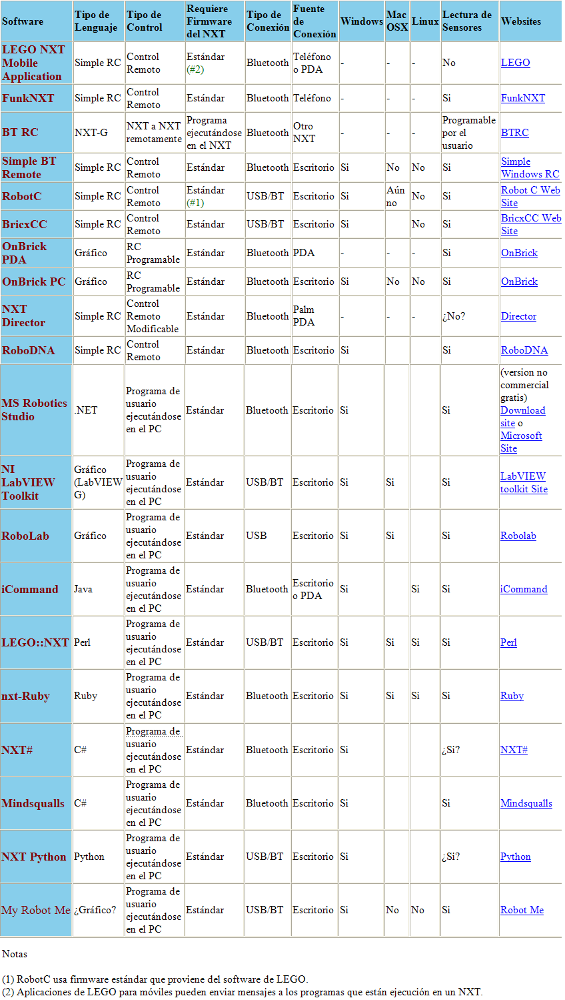 Software
Tipo de
Lenguaje
Tipo de
Control
Requiere
Firmware
del NXT
Tipo de
Conexión
Fuente
de
Conexión
Windows
Mac
OSX
Linux
Lectura de
Sensores
Websites
LEGO NXT
Mobile
Application
Simple RC
Control
Remoto
Estándar
(#2)
Bluetooth
Teléfono
o PDA
-
-
-
No
LEGO
FunkNXT
Simple RC
Control
Remoto
Estándar
Bluetooth
Teléfono
-
-
-
Si
FunkNXT
BT RC
NXT-G
NXT a NXT
remotamente
Programa
ejecutándose
en el NXT
Bluetooth
Otro
NXT
-
-
-
Programable
por el
usuario
BTRC
Simple BT
Remote
Simple RC
Control
Remoto
Estándar
Bluetooth
Escritorio
Si
No
No
Si
Simple
Windows RC
RobotC
Simple RC
Control
Remoto
Estándar
(#1)
USB/BT
Escritorio
Si
Aún
no
No
Si
Robot C Web
Site
BricxCC
Simple RC
Control
Remoto
Estándar
USB/BT
Escritorio
Si
No
Si
BricxCC Web
Site
OnBrick
PDA
Gráfico
RC
Programable
Estándar
Bluetooth
PDA
-
-
-
Si
OnBrick
OnBrick PC
Gráfico
RC
Programable
Estándar
Bluetooth
Escritorio
Si
No
No
Si
OnBrick
NXT
Director
Simple RC
Control
Remoto
Modificable
Estándar
Bluetooth
Palm
PDA
-
-
-
¿No?
Director
RoboDNA
Simple RC
Control
Remoto
Estándar
Bluetooth
Escritorio
Si
Si
RoboDNA
MS Robotics
Studio
.NET
Programa de
usuario
ejecutándose
en el PC
Estándar
Bluetooth
Escritorio
Si
Si
(version no
commercial
gratis)
Download
site o
Microsoft
Site
NI
LabVIEW
Toolkit
Gráfico
(LabVIEW
G)
Programa de
usuario
ejecutándose
en el PC
Estándar
USB/BT
Escritorio
Si
Si
Si
LabVIEW
toolkit Site
RoboLab
Gráfico
Programa de
usuario
ejecutándose
en el PC
Estándar
USB
Escritorio
Si
Si
Si
Robolab
iCommand
Java
Programa de
usuario
ejecutándose
en el PC
Estándar
Bluetooth
Escritorio
o PDA
Si
Si
Si
iCommand
LEGO::NXT
Perl
Programa de
usuario
ejecutándose
en el PC
Estándar
USB/BT
Escritorio
Si
Si
Si
Si
Perl
nxt-Ruby
Ruby
Programa de
usuario
ejecutándose
en el PC
Estándar
Bluetooth
Escritorio
Si
Si
Si
Si
Ruby
NXT#
C#
Programa de
usuario
ejecutándose
en el PC
Estándar
Bluetooth
Escritorio
Si
¿Si?
NXT#
Mindsqualls
C#
Programa de
usuario
ejecutándose
en el PC
Estándar
Bluetooth
Escritorio
Si
Si
Mindsqualls
NXT Python
Python
Programa de
usuario
ejecutándose
en el PC
Estándar
USB/BT
Escritorio
Si
¿Si?
Python
My Robot Me
¿Gráfico?
Programa de
usuario
ejecutándose
en el PC
Estándar
USB/BT
Escritorio
Si
No
No
Si
Robot Me
Notas
(1) RobotC usa firmware estándar que proviene del software de LEGO.
(2) Aplicaciones de LEGO para móviles pueden enviar mensajes a los programas que están ejecución en un NXT.